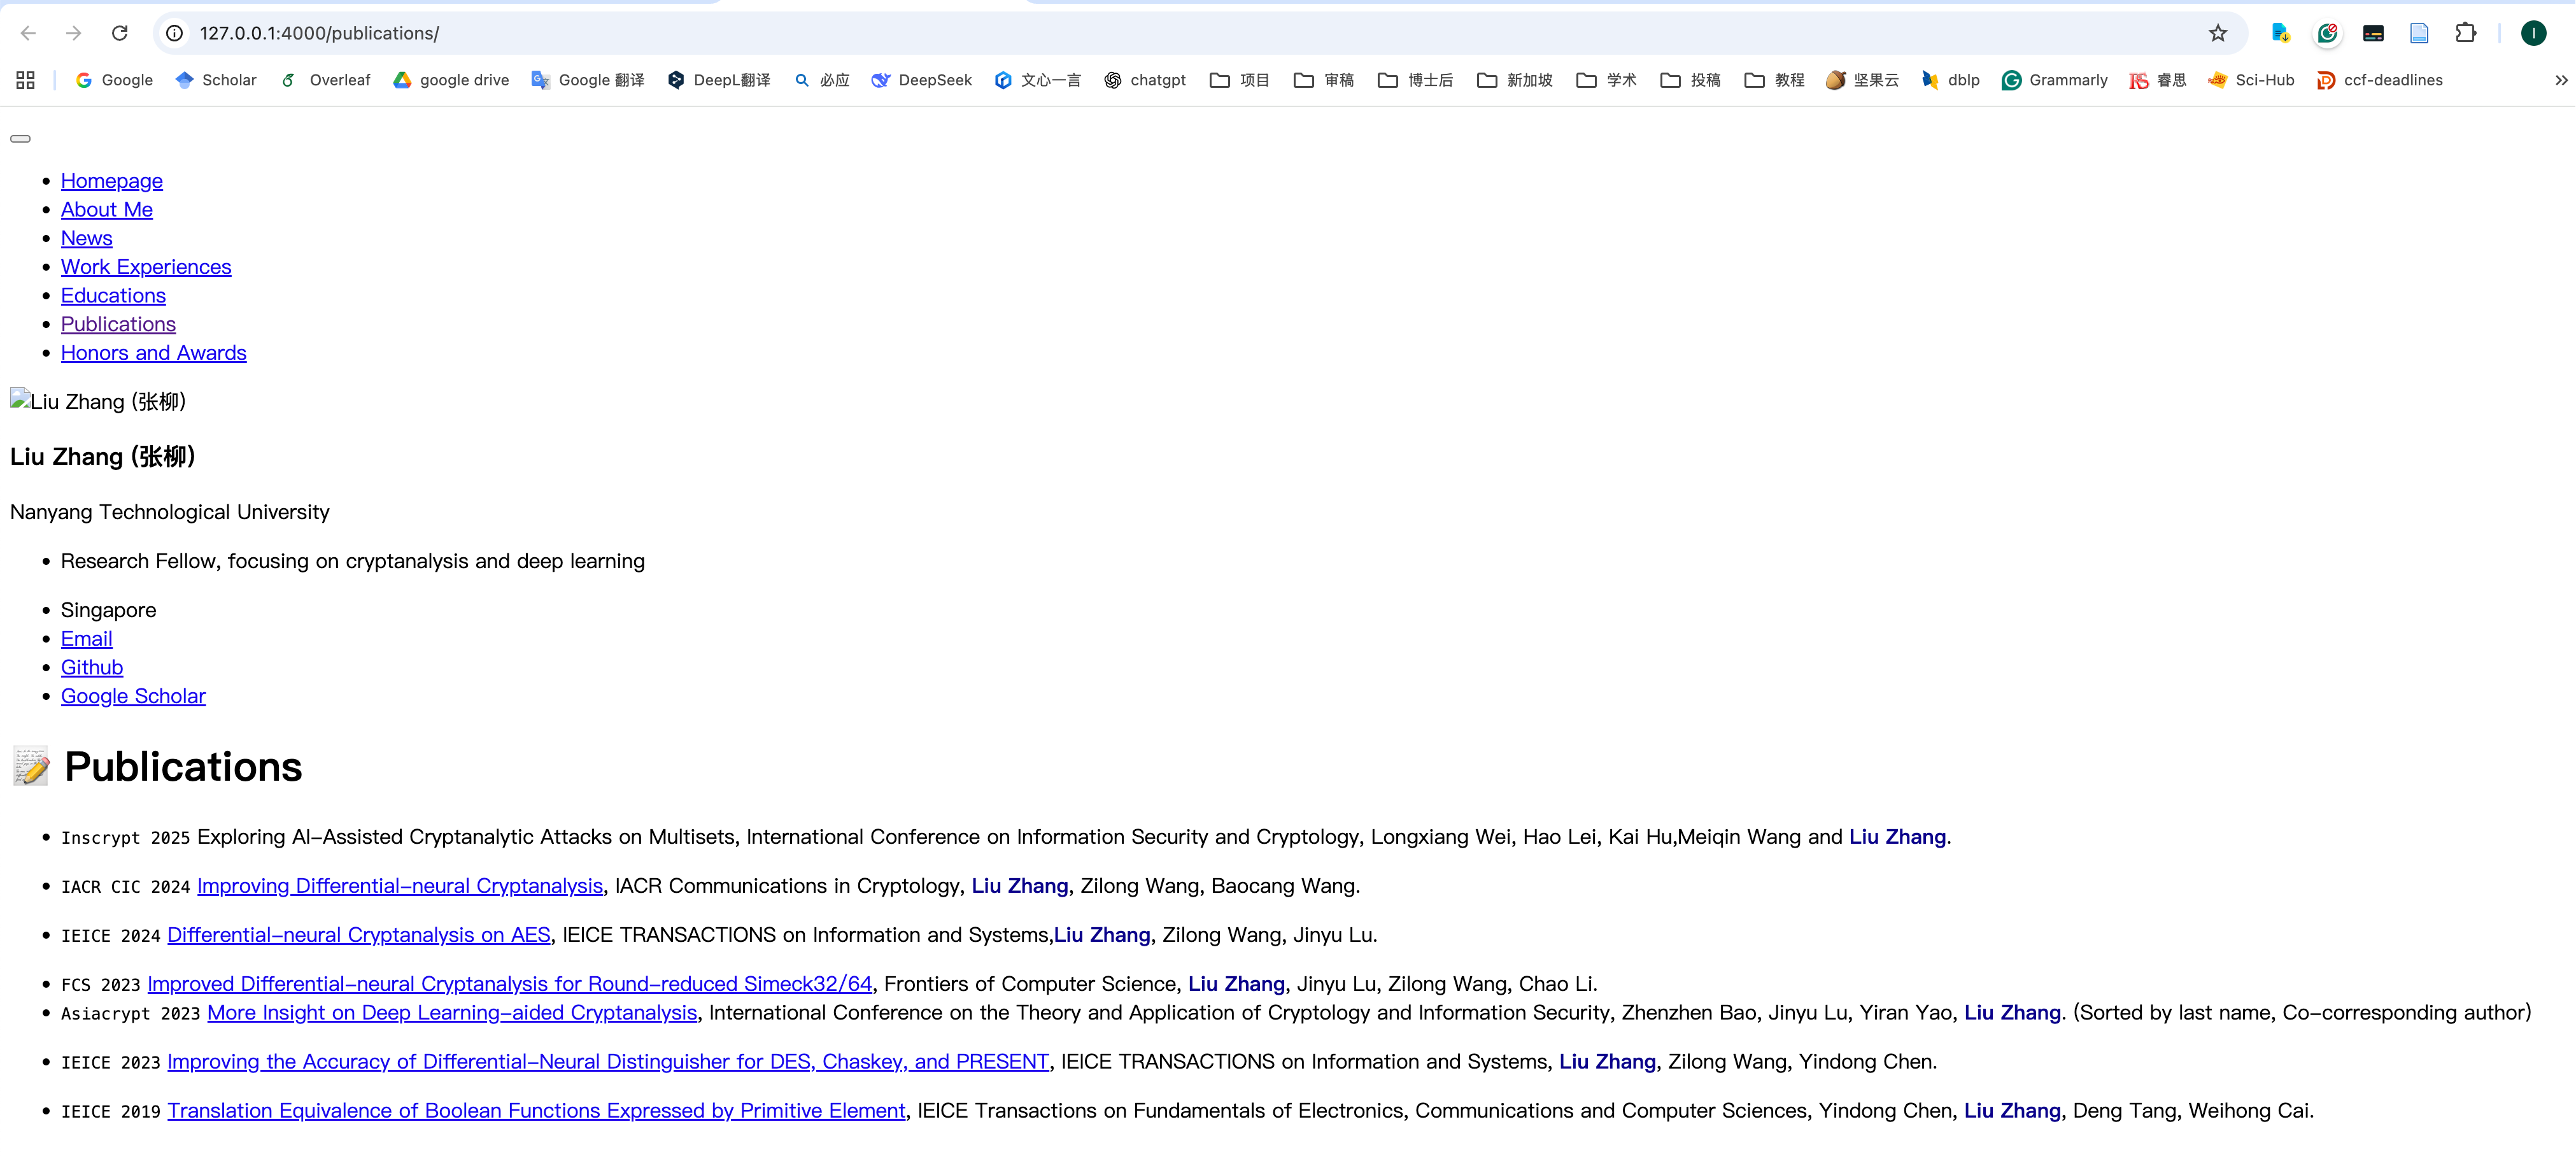 127.0.0.1:4000/publications/
Google Scholar Overleaf google drive Google 翻译 DeepL翻译 必应 DeepSeek 文心一言 chatgpt 项目 审稿 博士后 新加坡 学术 投稿 教程 坚果云 dblp Grammarly 睿思 Sci-Hub ccf-deadlines
Homepage
About Me
News
Work Experiences
Educations
Publications
Honors and Awards
Liu Zhang (张柳)
Liu Zhang (张柳)
Nanyang Technological University
Research Fellow, focusing on cryptanalysis and deep learning
Singapore
Email
Github
Google Scholar
📝 Publications
Inscrypt 2025 Exploring AI-Assisted Cryptanalytic Attacks on Multisets, International Conference on Information Security and Cryptology, Longxiang Wei, Hao Lei, Kai Hu,Meiqin Wang and Liu Zhang.
IACR CIC 2024 Improving Differential-neural Cryptanalysis, IACR Communications in Cryptology, Liu Zhang, Zilong Wang, Baocang Wang.
IEICE 2024 Differential-neural Cryptanalysis on AES, IEICE TRANSACTIONS on Information and Systems,Liu Zhang, Zilong Wang, Jinyu Lu.
FCS 2023 Improved Differential-neural Cryptanalysis for Round-reduced Simeck32/64, Frontiers of Computer Science, Liu Zhang, Jinyu Lu, Zilong Wang, Chao Li.
Asiacrypt 2023 More Insight on Deep Learning-aided Cryptanalysis, International Conference on the Theory and Application of Cryptology and Information Security, Zhenzhen Bao, Jinyu Lu, Yiran Yao, Liu Zhang. (Sorted by last name, Co-corresponding author)
IEICE 2023 Improving the Accuracy of Differential-Neural Distinguisher for DES, Chaskey, and PRESENT, IEICE TRANSACTIONS on Information and Systems, Liu Zhang, Zilong Wang, Yindong Chen.
IEICE 2019 Translation Equivalence of Boolean Functions Expressed by Primitive Element, IEICE Transactions on Fundamentals of Electronics, Communications and Computer Sciences, Yindong Chen, Liu Zhang, Deng Tang, Weihong Cai.